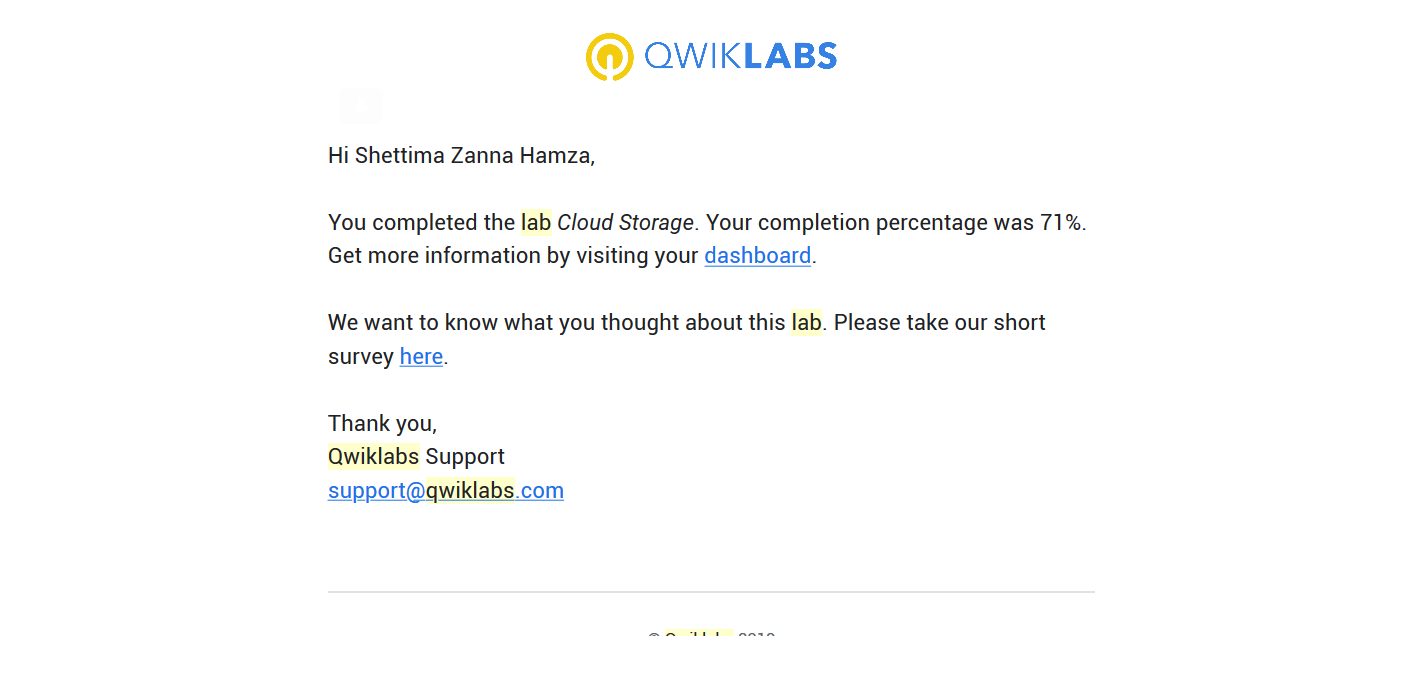 QWIKLABS
Hi Shettima Zanna Hamza,
You completed the lab Cloud Storage. Your completion percentage was 71%.
Get more information by visiting your dashboard.
We want to know what you thought about this lab. Please take our short
survey here.
Thank you,
Qwiklabs Support
support@qwiklabs.com